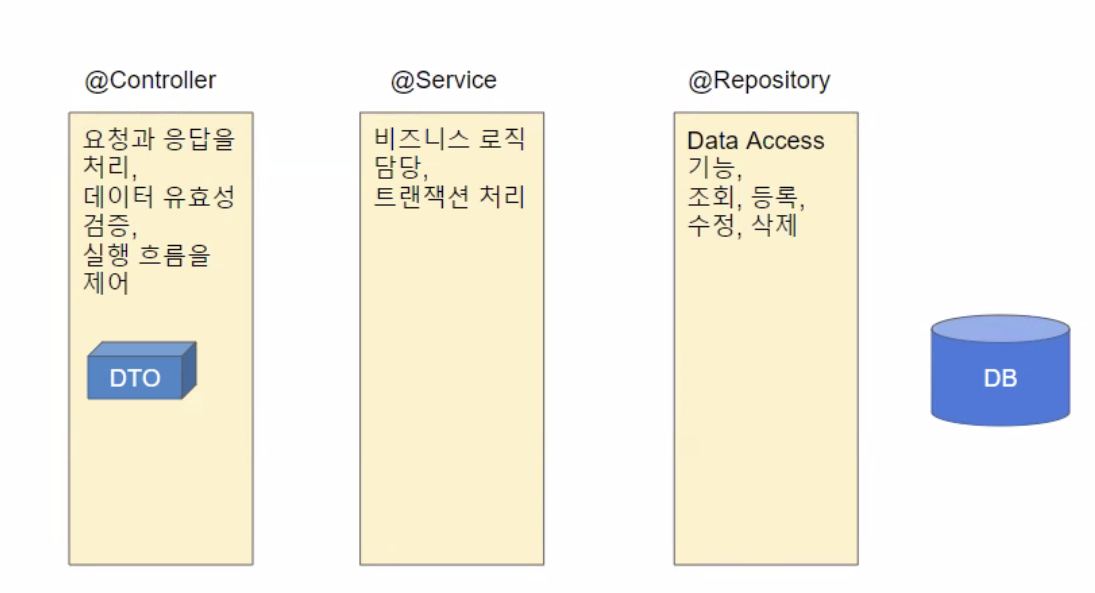 @Controller
@Service
@Repository
요청과 응답을
처리,
데이터 유효성
검증,
실행 흐름을
제어
DTO
비즈니스 로직
담당,
트랜잭션 처리
Data Access
기능,
조회, 등록,
수정, 삭제
DB